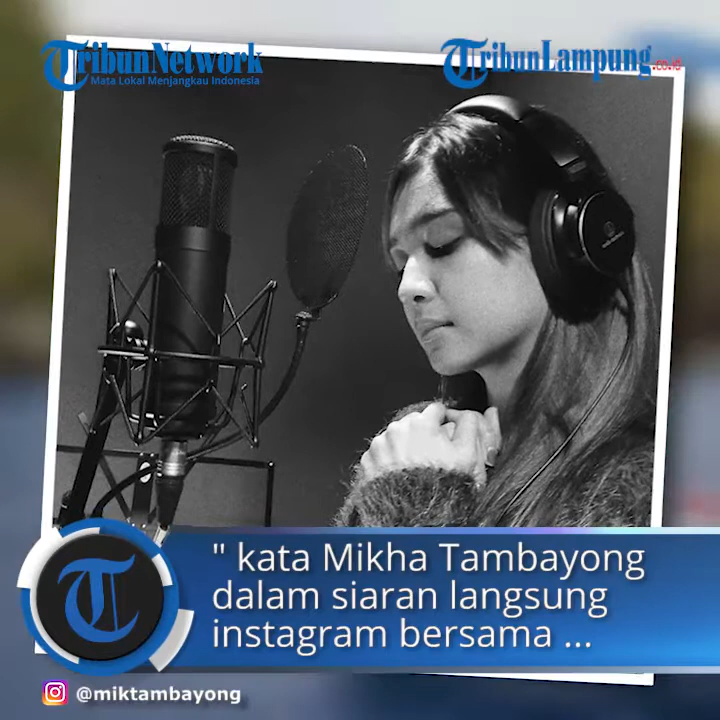 TribunNetwork
Mata Lokal Menjangkau Indonesia
TribunLampung.co.id
" kata Mikha Tambayong
dalam siaran langsung
instagram bersama ...
@miktambayong